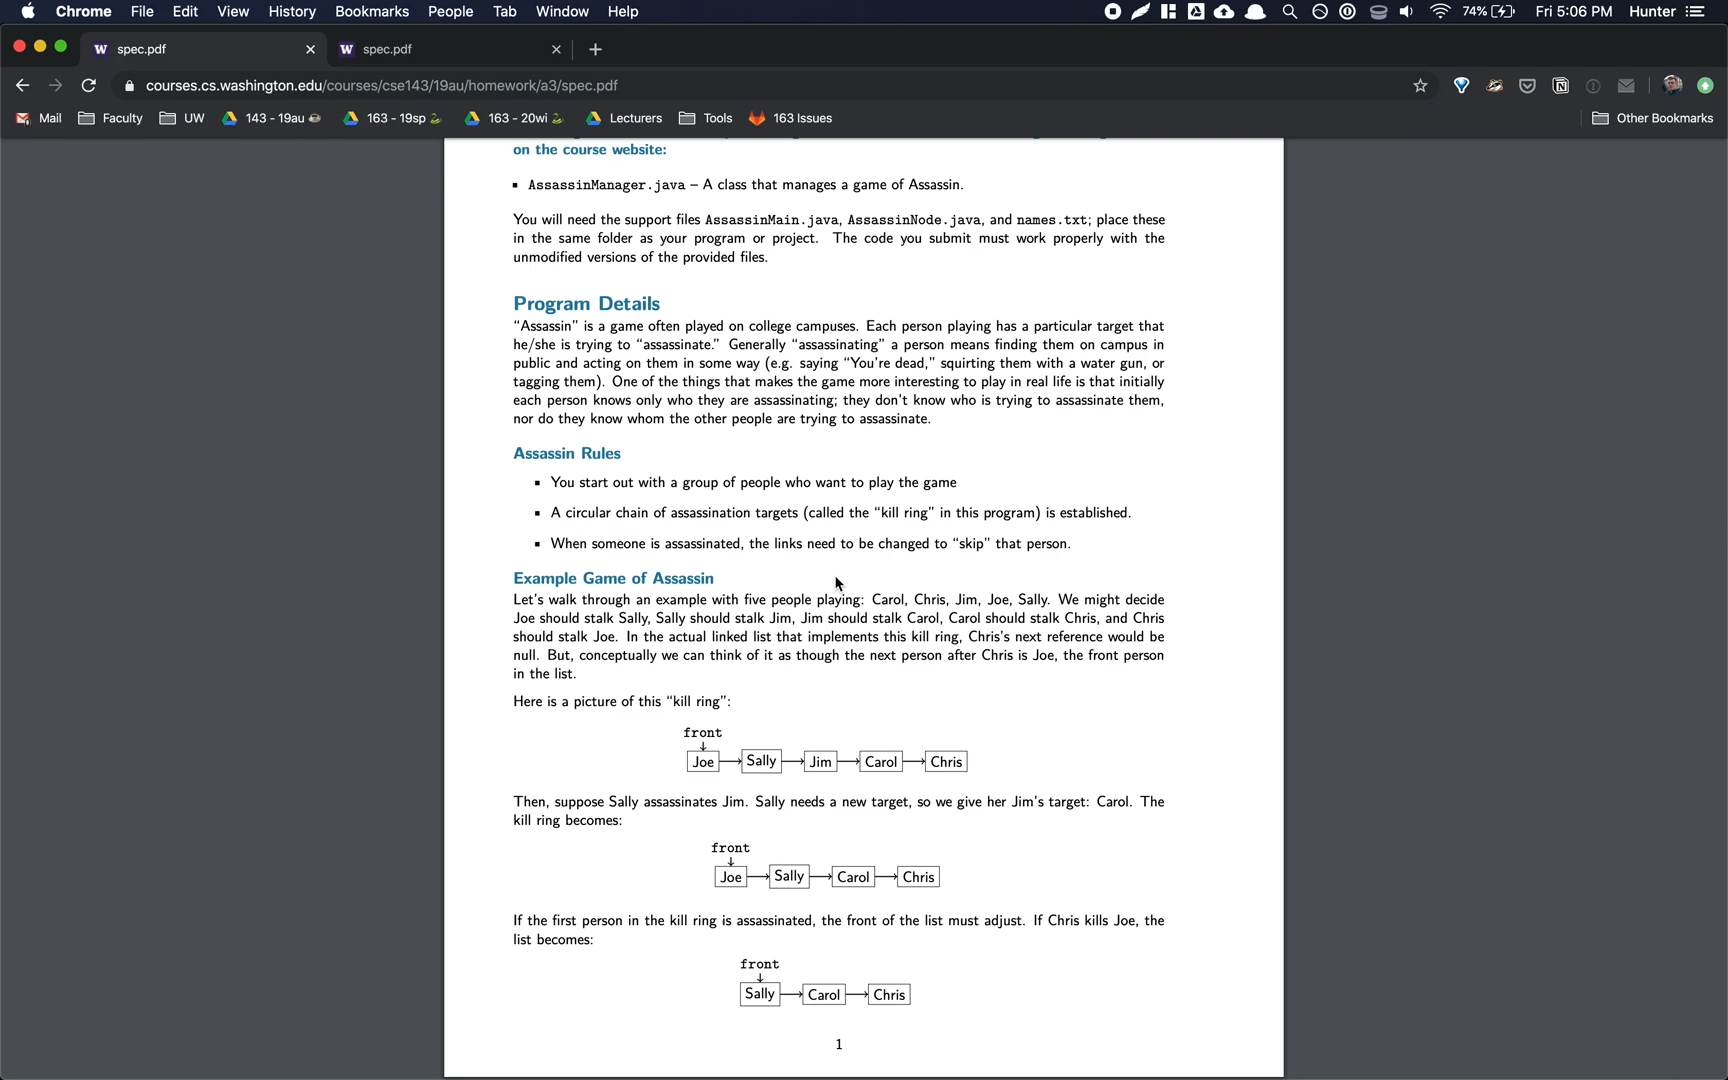 Chrome File Edit View History Bookmarks People Tab Window Help 74% Fri 5:06 PM Hunter
spec.pdf spec.pdf
courses.cs.washington.edu/courses/cse143/19au/homework/a3/spec.pdf
Mail Faculty UW 143 - 19au 163 - 19sp 163 - 20wi Lecturers Tools 163 Issues Other Bookmarks
on the course website:
▪ AssassinManager.java – A class that manages a game of Assassin.
You will need the support files AssassinMain.java, AssassinNode.java, and names.txt; place these
in the same folder as your program or project. The code you submit must work properly with the
unmodified versions of the provided files.
Program Details
“Assassin” is a game often played on college campuses. Each person playing has a particular target that
he/she is trying to “assassinate.” Generally “assassinating” a person means finding them on campus in
public and acting on them in some way (e.g. saying “You’re dead,” squirting them with a water gun, or
tagging them). One of the things that makes the game more interesting to play in real life is that initially
each person knows only who they are assassinating; they don’t know who is trying to assassinate them,
nor do they know whom the other people are trying to assassinate.
Assassin Rules
▪ You start out with a group of people who want to play the game
▪ A circular chain of assassination targets (called the “kill ring” in this program) is established.
▪ When someone is assassinated, the links need to be changed to “skip” that person.
Example Game of Assassin
Let’s walk through an example with five people playing: Carol, Chris, Jim, Joe, Sally. We might decide
Joe should stalk Sally, Sally should stalk Jim, Jim should stalk Carol, Carol should stalk Chris, and Chris
should stalk Joe. In the actual linked list that implements this kill ring, Chris’s next reference would be
null. But, conceptually we can think of it as though the next person after Chris is Joe, the front person
in the list.
Here is a picture of this “kill ring”:
front
Joe Sally Jim Carol Chris
Then, suppose Sally assassinates Jim. Sally needs a new target, so we give her Jim’s target: Carol. The
kill ring becomes:
front
Joe Sally Carol Chris
If the first person in the kill ring is assassinated, the front of the list must adjust. If Chris kills Joe, the
list becomes:
front
Sally Carol Chris
1